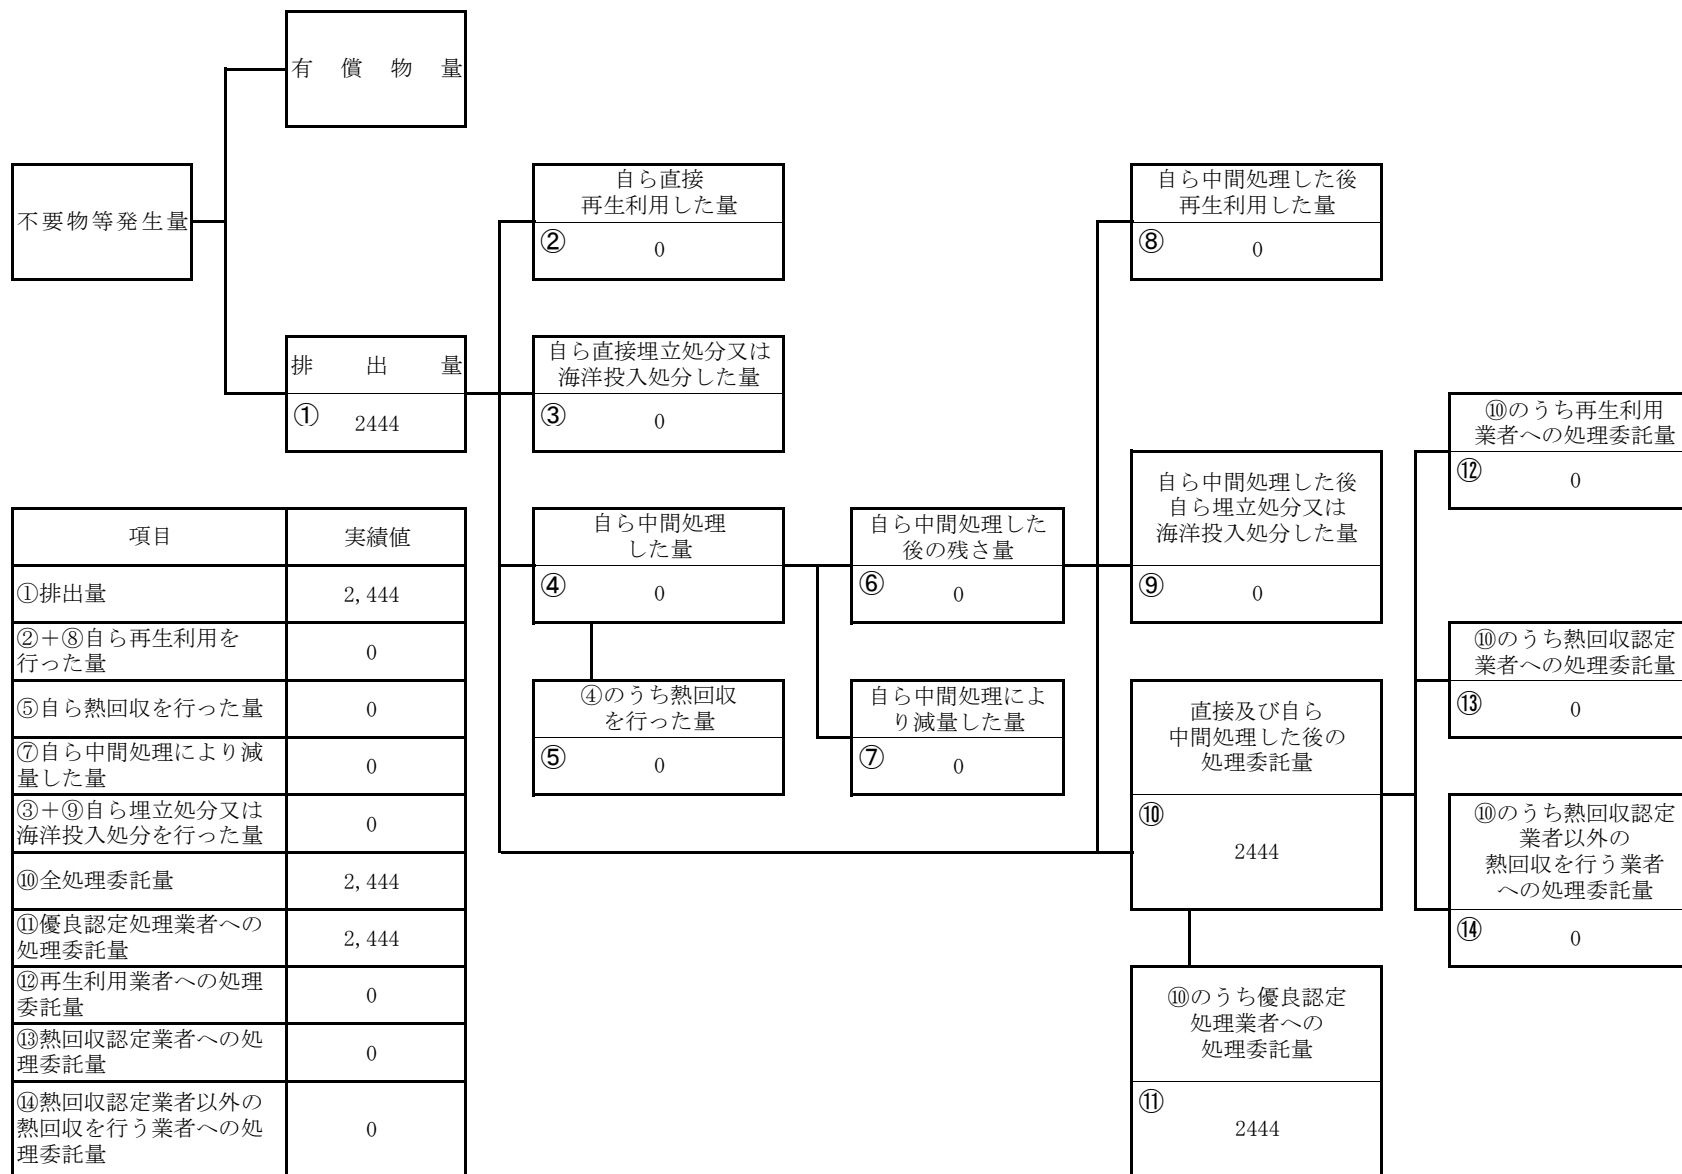 有償物量
不要物等発生量
自ら直接
再生利用した量
② 0
自ら中間処理した後
再生利用した量
⑧ 0
排出量
① 2444
自ら直接埋立処分又は
海洋投入処分した量
③ 0
⑩のうち再生利用
業者への処理委託量
⑫ 0
自ら中間処理した後
自ら埋立処分又は
海洋投入処分した量
⑨ 0
自ら中間処理
した量
④ 0
自ら中間処理した
後の残さ量
⑥ 0
⑩のうち熱回収認定
業者への処理委託量
⑬ 0
④のうち熱回収
を行った量
⑤ 0
自ら中間処理によ
り減量した量
⑦ 0
直接及び自ら
中間処理した後の
処理委託量
⑩
2444
⑩のうち熱回収認定
業者以外の
熱回収を行う業者
への処理委託量
⑭ 0
⑩のうち優良認定
処理業者への
処理委託量
⑪
2444
項目 実績値
①排出量 2,444
②+⑧自ら再生利用を
行った量 0
⑤自ら熱回収を行った量 0
⑦自ら中間処理により減
量した量 0
③+⑨自ら埋立処分又は
海洋投入処分を行った量 0
⑩全処理委託量 2,444
⑪優良認定処理業者への
処理委託量 2,444
⑫再生利用業者への処理
委託量 0
⑬熱回収認定業者への処
理委託量 0
⑭熱回収認定業者以外の
熱回収を行う業者への処
理委託量 0